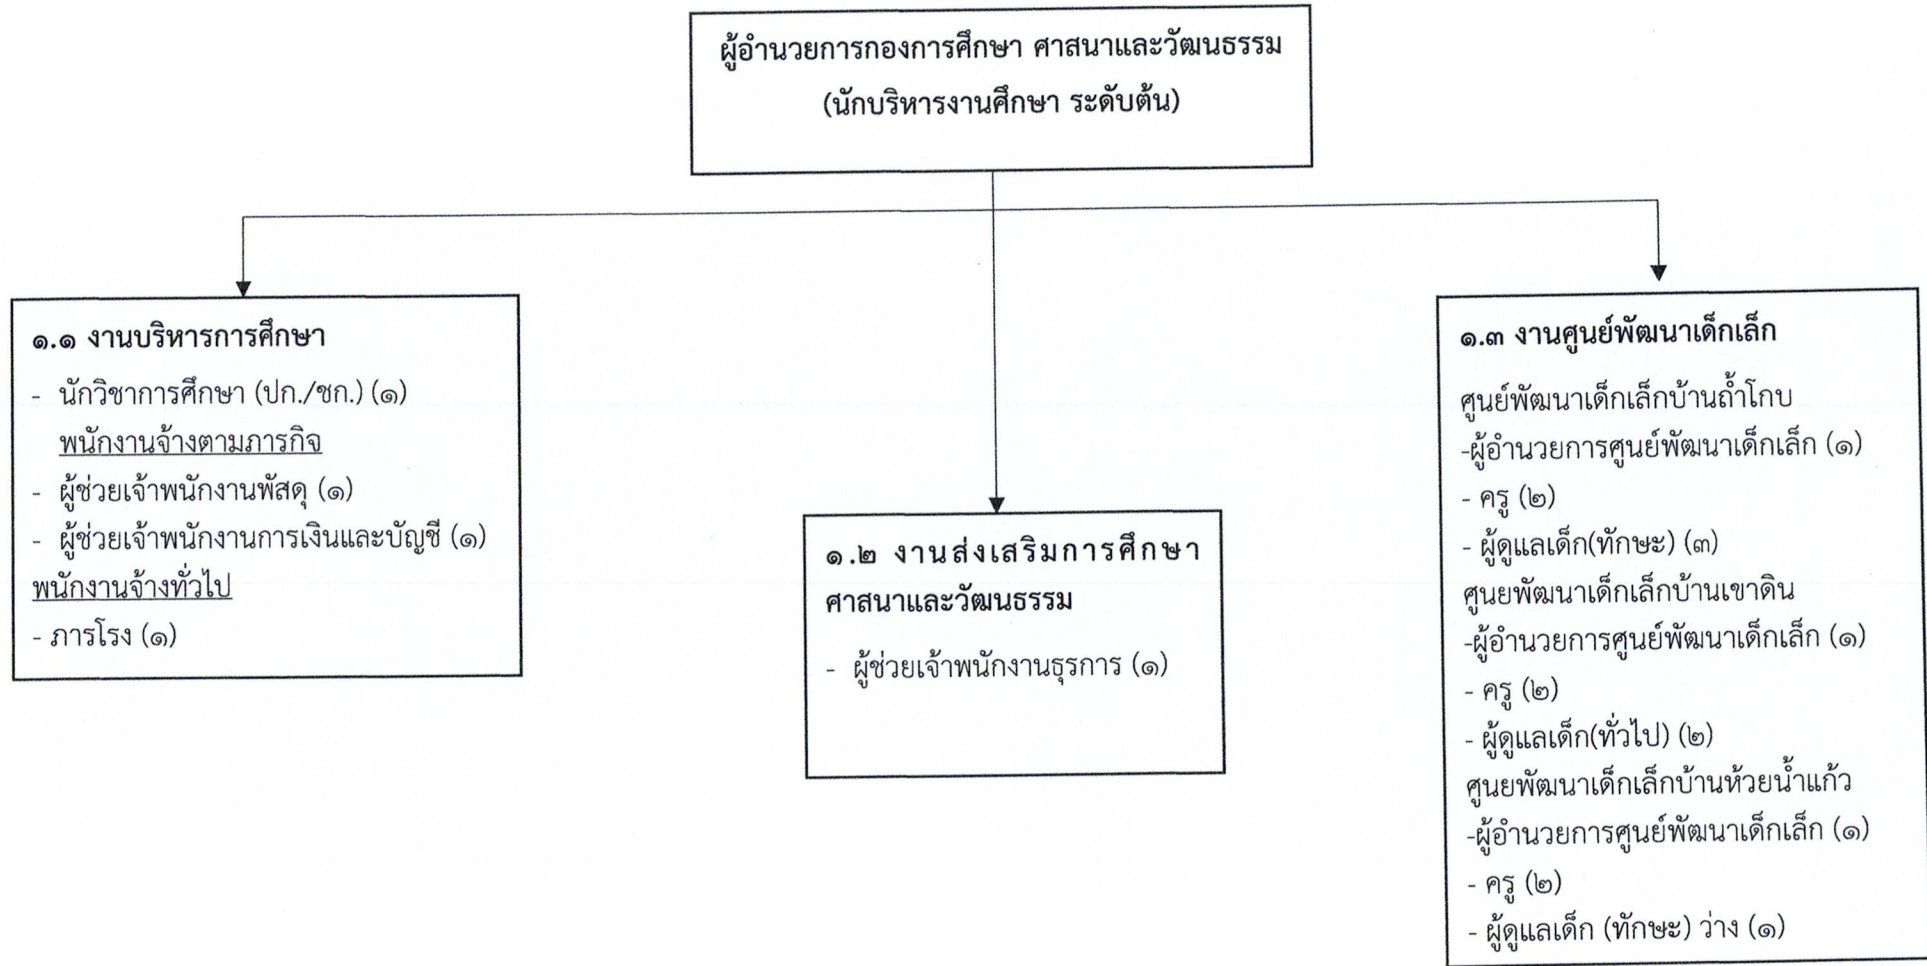 ผู้อำนวยการกองการศึกษา ศาสนาและวัฒนธรรม
(นักบริหารงานศึกษา ระดับต้น)
๑.๑ งานบริหารการศึกษา
- นักวิชาการศึกษา (ปก./ชก.) (๑)
พนักงานจ้างตามภารกิจ
- ผู้ช่วยเจ้าพนักงานพัสดุ (๑)
- ผู้ช่วยเจ้าพนักงานการเงินและบัญชี (๑)
พนักงานจ้างทั่วไป
- ภารโรง (๑)
๑.๒ งานส่งเสริมการศึกษา
ศาสนาและวัฒนธรรม
- ผู้ช่วยเจ้าพนักงานธุรการ (๑)
๑.๓ งานศูนย์พัฒนาเด็กเล็ก
ศูนย์พัฒนาเด็กเล็กบ้านถ้ำโกบ
-ผู้อำนวยการศูนย์พัฒนาเด็กเล็ก (๑)
- ครู (๒)
- ผู้ดูแลเด็ก(ทักษะ) (๓)
ศูนยพัฒนาเด็กเล็กบ้านเขาดิน
-ผู้อำนวยการศูนย์พัฒนาเด็กเล็ก (๑)
- ครู (๒)
- ผู้ดูแลเด็ก(ทั่วไป) (๒)
ศูนยพัฒนาเด็กเล็กบ้านห้วยน้ำแก้ว
-ผู้อำนวยการศูนย์พัฒนาเด็กเล็ก (๑)
- ครู (๒)
- ผู้ดูแลเด็ก (ทักษะ) ว่าง (๑)